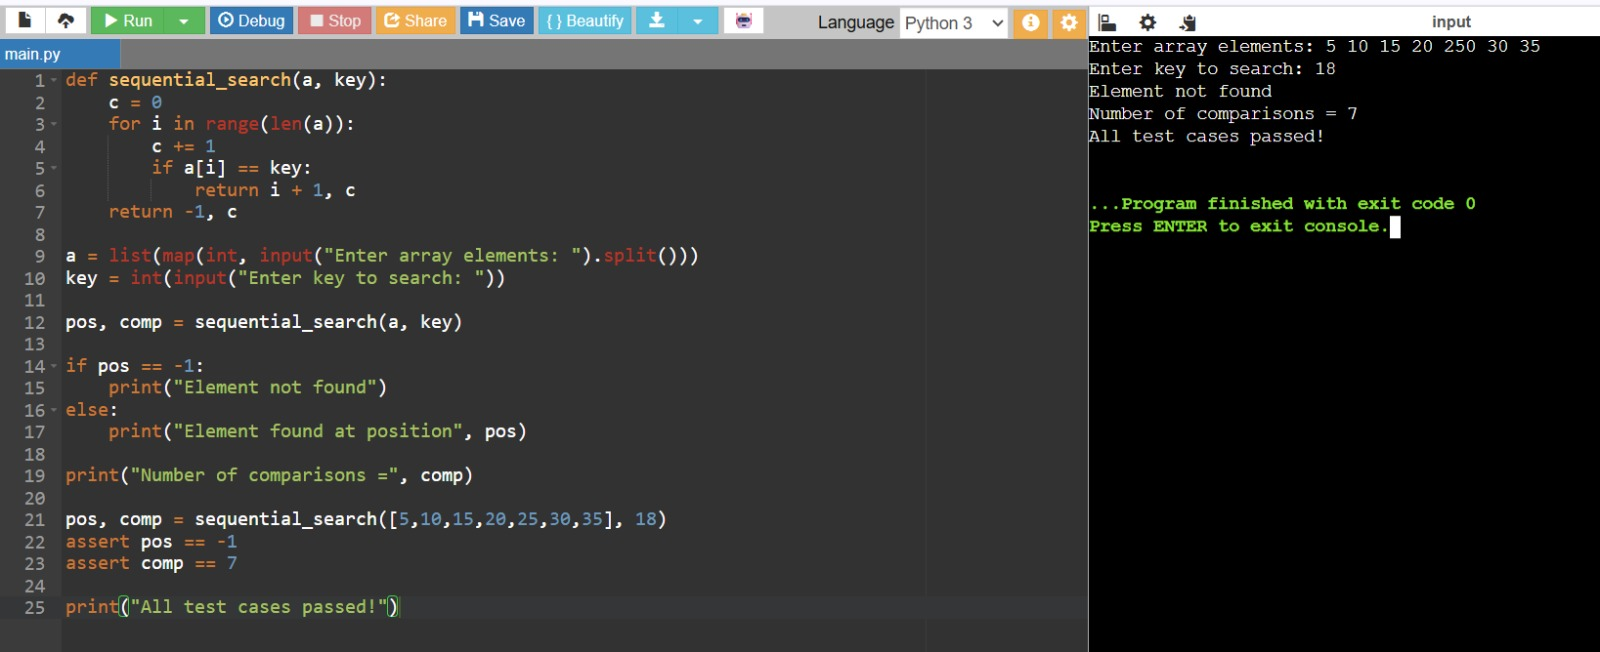 Run Debug Stop Share Save { } Beautify Language Python 3 input
main.py
1 def sequential_search(a, key):
2 c = 0
3 for i in range(len(a)):
4 c += 1
5 if a[i] == key:
6 return i + 1, c
7 return -1, c
8
9 a = list(map(int, input("Enter array elements: ").split()))
10 key = int(input("Enter key to search: "))
11
12 pos, comp = sequential_search(a, key)
13
14 if pos == -1:
15 print("Element not found")
16 else:
17 print("Element found at position", pos)
18
19 print("Number of comparisons =", comp)
20
21 pos, comp = sequential_search([5,10,15,20,25,30,35], 18)
22 assert pos == -1
23 assert comp == 7
24
25 print("All test cases passed!")
Enter array elements: 5 10 15 20 250 30 35
Enter key to search: 18
Element not found
Number of comparisons = 7
All test cases passed!
...Program finished with exit code 0
Press ENTER to exit console.